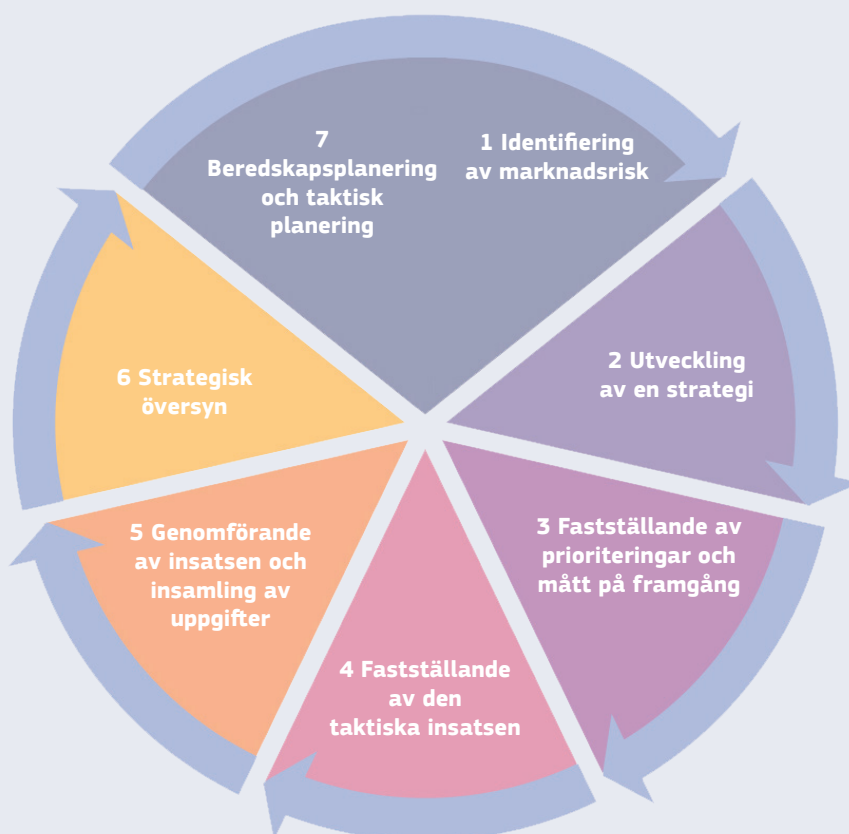 1 Identifiering
av marknadsrisk
2 Utveckling
av en strategi
3 Fastställande av
prioriteringar och
mått på framgång
4 Fastställande
av den
taktiska insatsen
5 Genomförande
av insatsen och
insamling av
uppgifter
6 Strategisk
översyn
7
Beredskapsplanering
och taktisk
planering